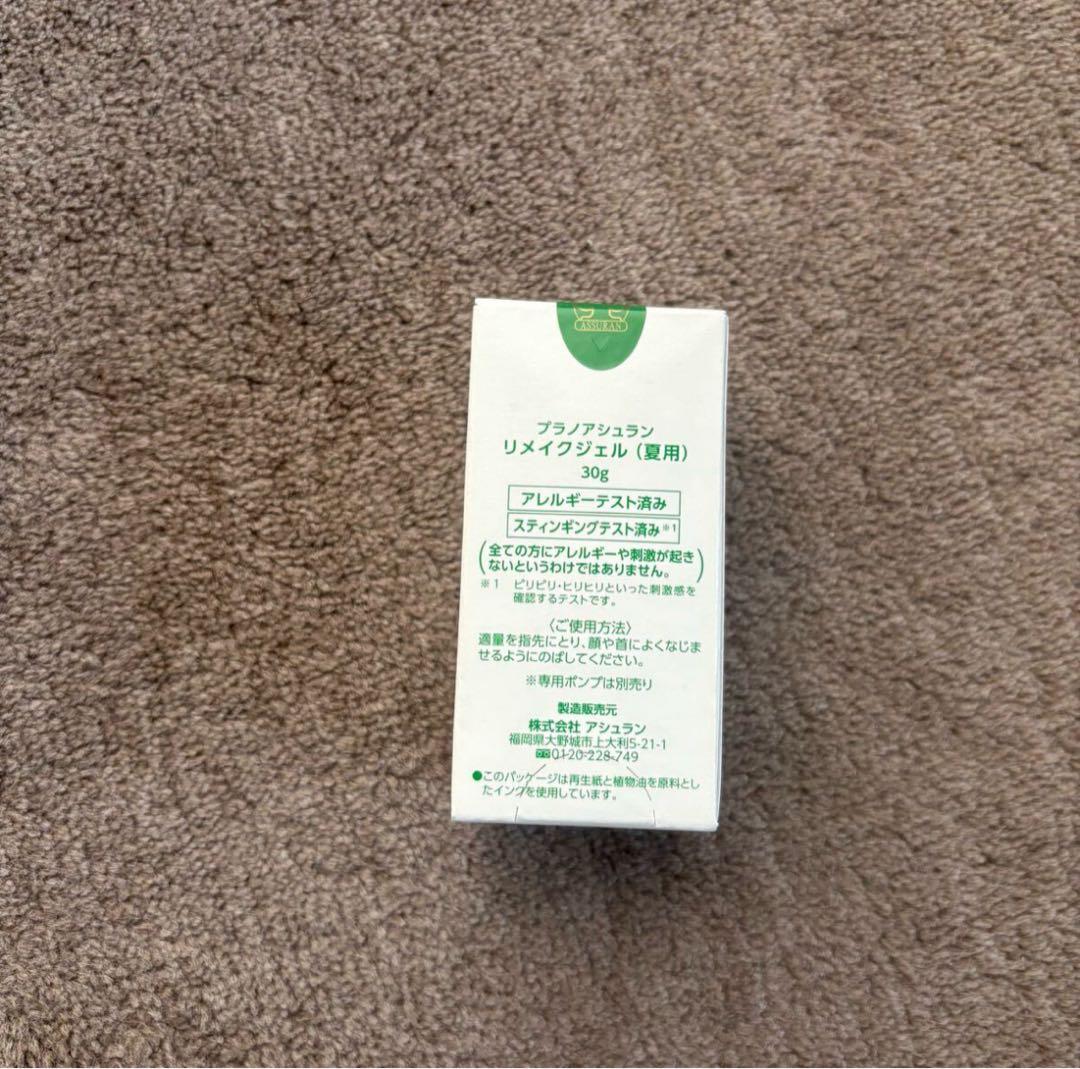 ASSURAN
プラノアシュラン
リメイクジェル（夏用）
30g
アレルギーテスト済み
スティンギングテスト済み※1
（全ての方にアレルギーや刺激が起き
ないというわけではありません。）
※1 ピリピリ・ヒリヒリといった刺激感を
確認するテストです。
〈ご使用方法〉
適量を指先にとり、顔や首によくなじま
せるようにのばしてください。
※専用ポンプは別売り
製造販売元
株式会社 アシュラン
福岡県大野城市上大利5-21-1
0120-228-749
●このパッケージは再生紙と植物油を原料とし
たインクを使用しています。